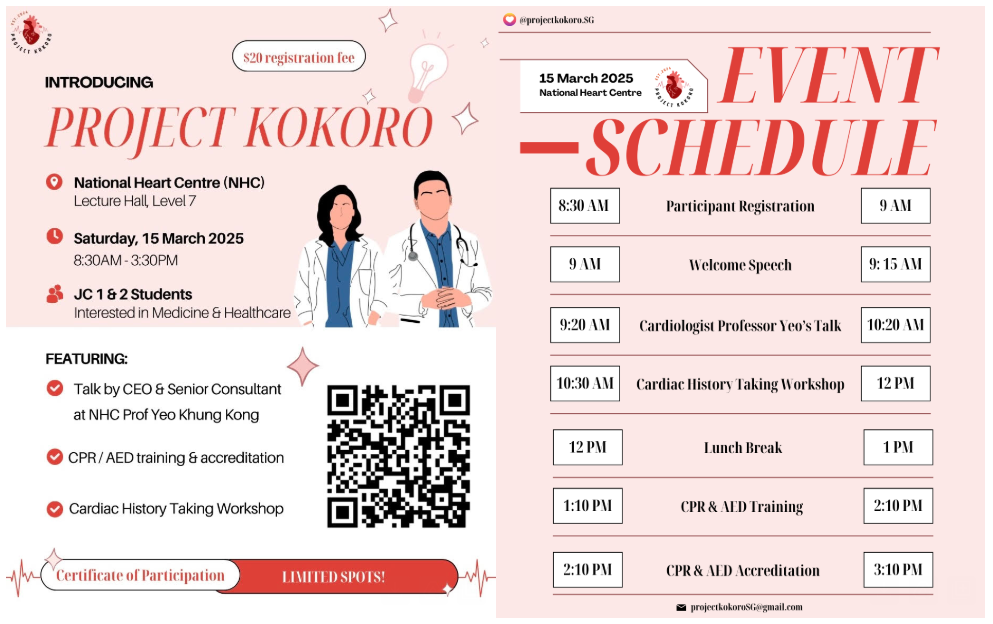 EST. 2024
PROJECT KOKORO
$20 registration fee
INTRODUCING
PROJECT KOKORO
National Heart Centre (NHC)
Lecture Hall, Level 7
Saturday, 15 March 2025
8:30AM - 3:30PM
JC 1 & 2 Students
Interested in Medicine & Healthcare
FEATURING:
Talk by CEO & Senior Consultant
at NHC Prof Yeo Khung Kong
CPR / AED training & accreditation
Cardiac History Taking Workshop
Certificate of Participation
LIMITED SPOTS!
@projectkokoro.SG
15 March 2025
National Heart Centre
EST. 2024
PROJECT KOKORO
EVENT
SCHEDULE
8:30 AM Participant Registration 9 AM
9 AM Welcome Speech 9: 15 AM
9:20 AM Cardiologist Professor Yeo's Talk 10:20 AM
10:30 AM Cardiac History Taking Workshop 12 PM
12 PM Lunch Break 1 PM
1:10 PM CPR & AED Training 2:10 PM
2:10 PM CPR & AED Accreditation 3:10 PM
projectkokoroSG@gmail.com